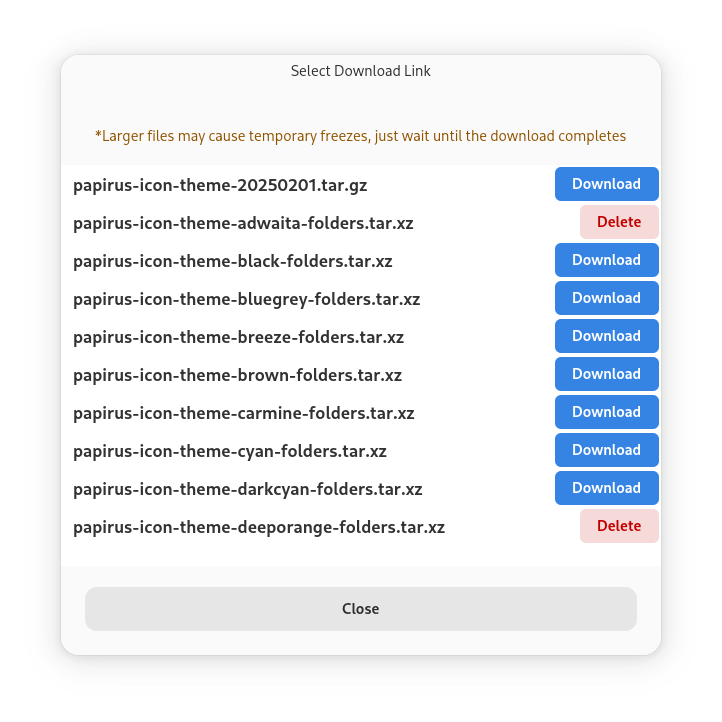 Select Download Link
*Larger files may cause temporary freezes, just wait until the download completes
papirus-icon-theme-20250201.tar.gz Download
papirus-icon-theme-adwaita-folders.tar.xz Delete
papirus-icon-theme-black-folders.tar.xz Download
papirus-icon-theme-bluegrey-folders.tar.xz Download
papirus-icon-theme-breeze-folders.tar.xz Download
papirus-icon-theme-brown-folders.tar.xz Download
papirus-icon-theme-carmine-folders.tar.xz Download
papirus-icon-theme-cyan-folders.tar.xz Download
papirus-icon-theme-darkcyan-folders.tar.xz Download
papirus-icon-theme-deeporange-folders.tar.xz Delete
Close